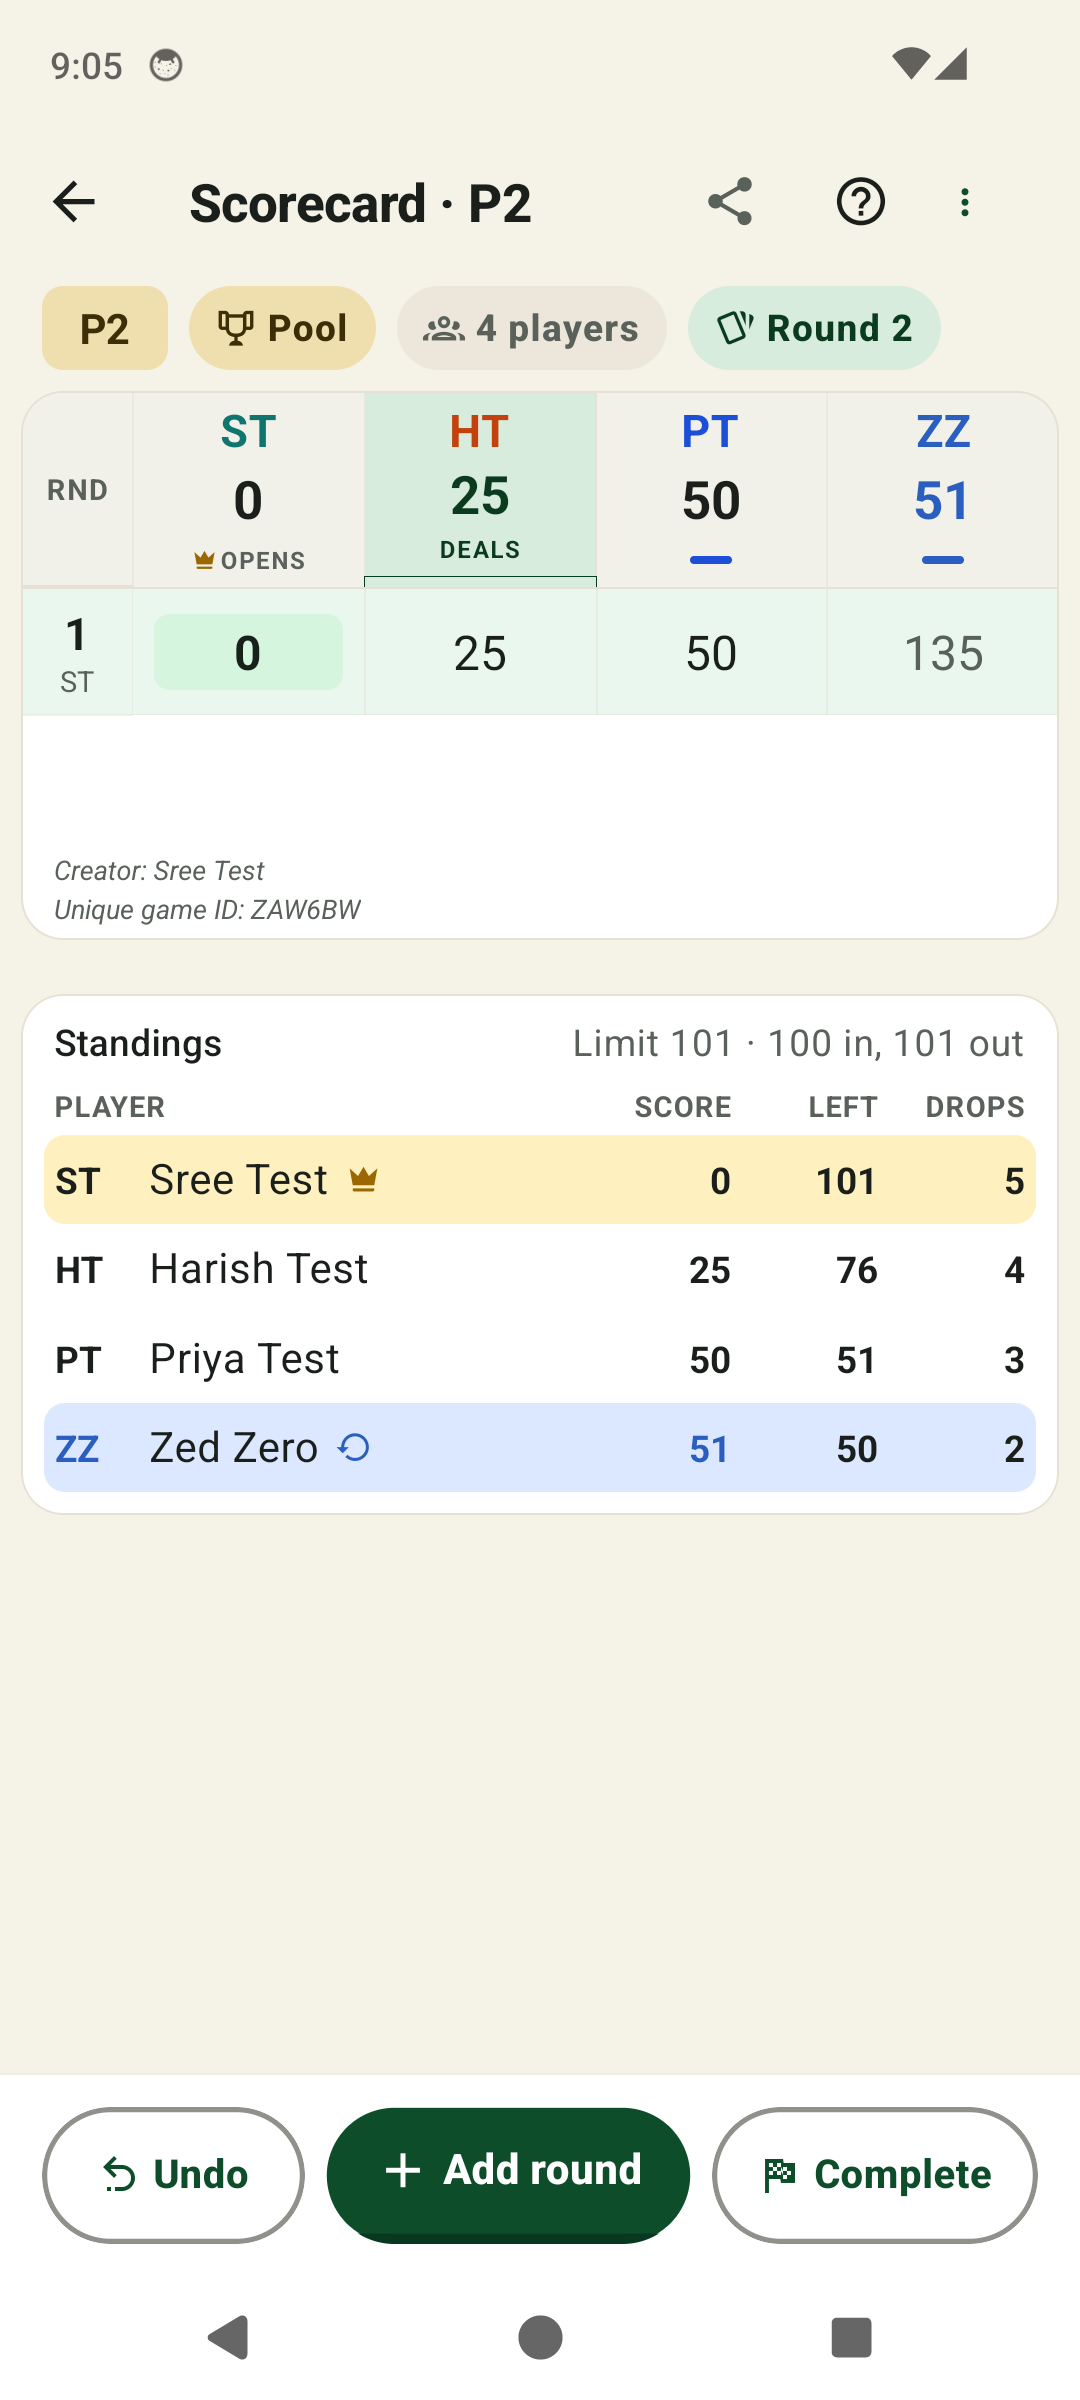 9:05
Scorecard · P2
P2 Pool 4 players Round 2
RND ST HT PT ZZ
0 25 50 51
OPENS DEALS
1 0 25 50 135
ST
Creator: Sree Test
Unique game ID: ZAW6BW
Standings Limit 101 · 100 in, 101 out
PLAYER SCORE LEFT DROPS
ST Sree Test 0 101 5
HT Harish Test 25 76 4
PT Priya Test 50 51 3
ZZ Zed Zero 51 50 2
Undo Add round Complete